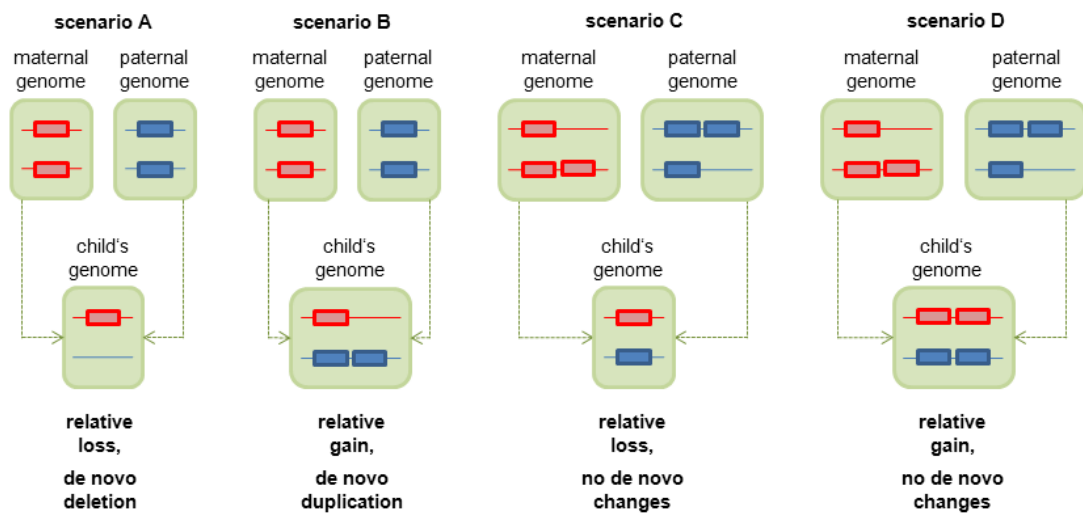 scenario A
maternal
genome
paternal
genome
child‘s
genome
relative
loss,
de novo
deletion
scenario B
maternal
genome
paternal
genome
child‘s
genome
relative
gain,
de novo
duplication
scenario C
maternal
genome
paternal
genome
child‘s
genome
relative
loss,
no de novo
changes
scenario D
maternal
genome
paternal
genome
child‘s
genome
relative
gain,
no de novo
changes